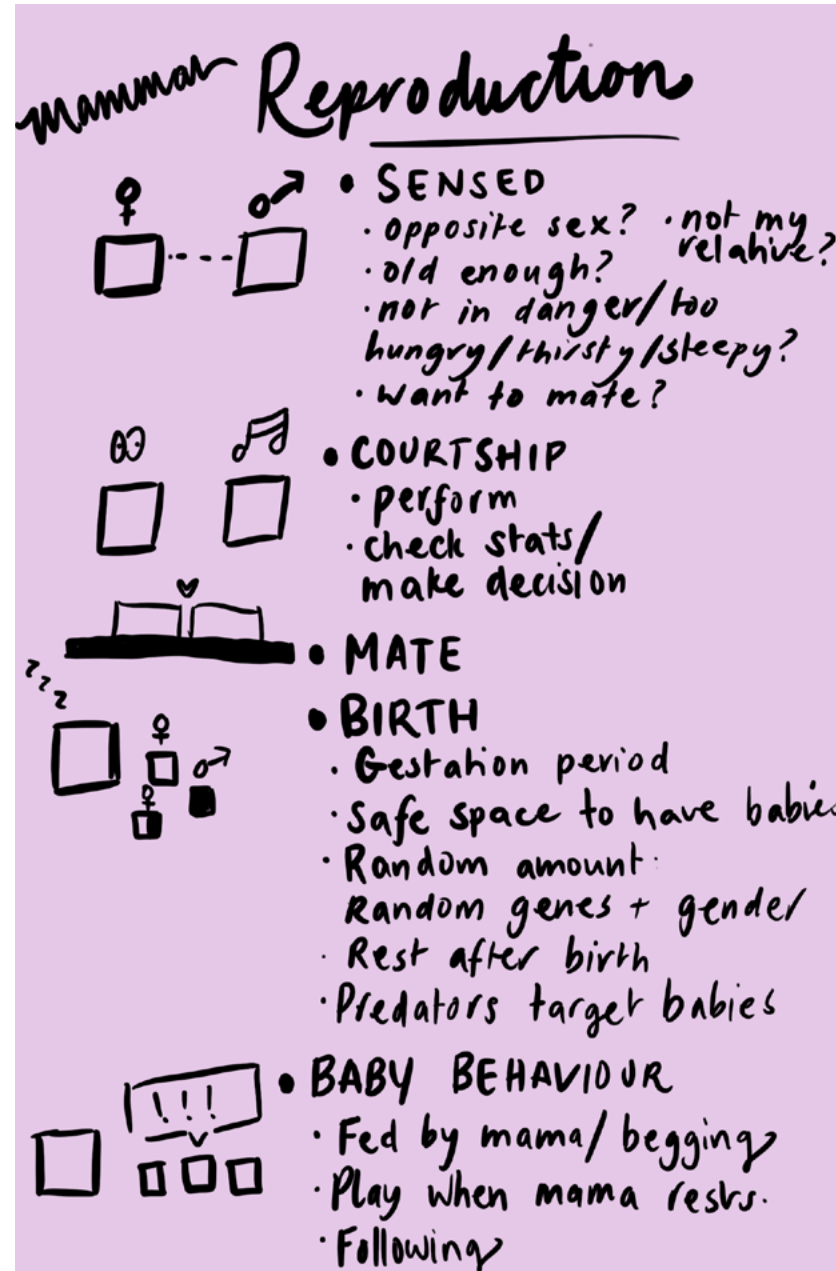 mammal Reproduction
♀ ♂
• SENSED
· opposite sex? · not my relative?
· old enough?
· not in danger/too
hungry/thirsty/sleepy?
· want to mate?
• COURTSHIP
· perform
· check stats/
make decision
• MATE
z z z
• BIRTH
♀ ♂
♀
· Gestation period
· Safe space to have babies
· Random amount
Random genes + gender
· Rest after birth
· Predators target babies
!!!
• BABY BEHAVIOUR
· Fed by mama/begging
· Play when mama rests.
· Following